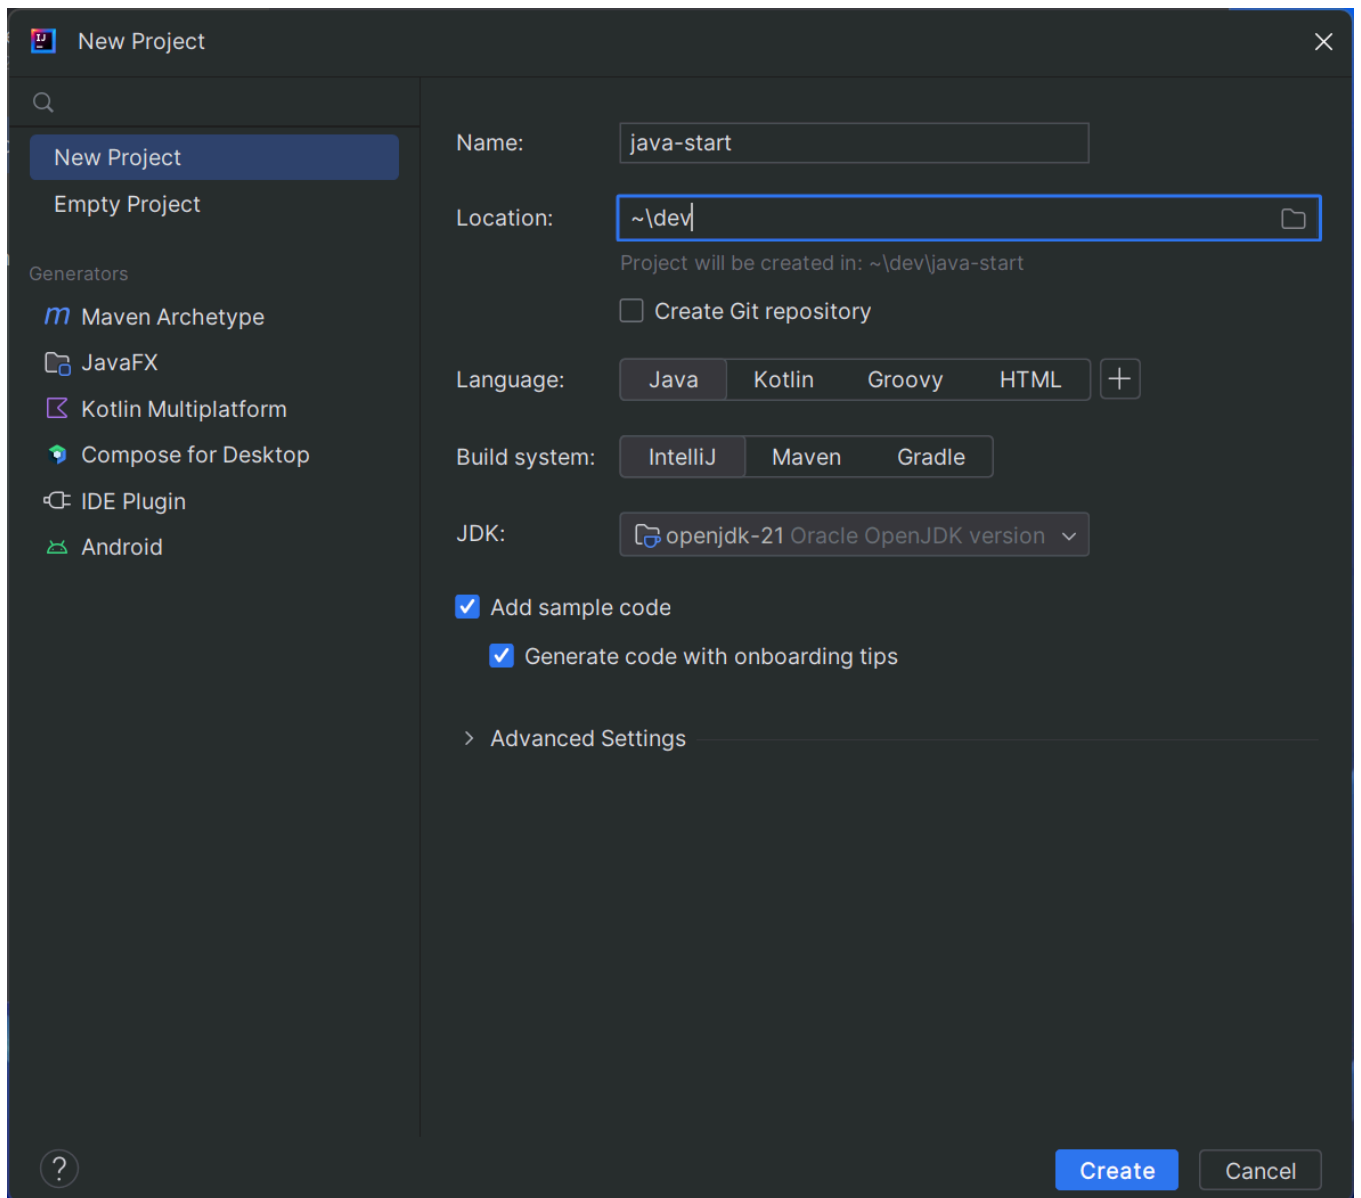 New Project
New Project
Empty Project
Generators
Maven Archetype
JavaFX
Kotlin Multiplatform
Compose for Desktop
IDE Plugin
Android
Name:
java-start
Location:
~\dev
Project will be created in: ~\dev\java-start
Create Git repository
Language:
Java Kotlin Groovy HTML
Build system:
IntelliJ Maven Gradle
JDK:
openjdk-21 Oracle OpenJDK version
Add sample code
Generate code with onboarding tips
Advanced Settings
?
Create Cancel